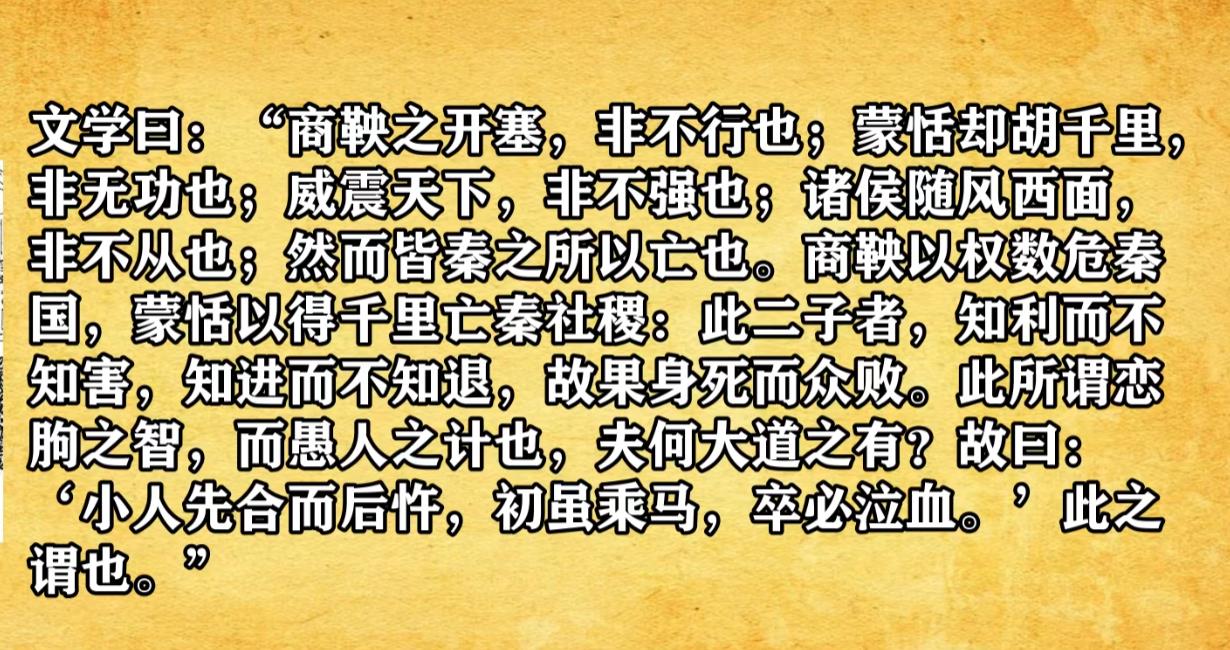 文学曰：“商鞅之开塞，非不行也；蒙恬却胡千里，
非无功也；威震天下，非不强也；诸侯随风西面，
非不从也；然而皆秦之所以亡也。商鞅以权数危秦
国，蒙恬以得千里亡秦社稷：此二子者，知利而不
知害，知进而不知退，故果身死而众败。此所谓恋
朐之智，而愚人之计也，夫何大道之有？故曰：
‘小人先合而后忤，初虽乘马，卒必泣血。’此之
谓也。”